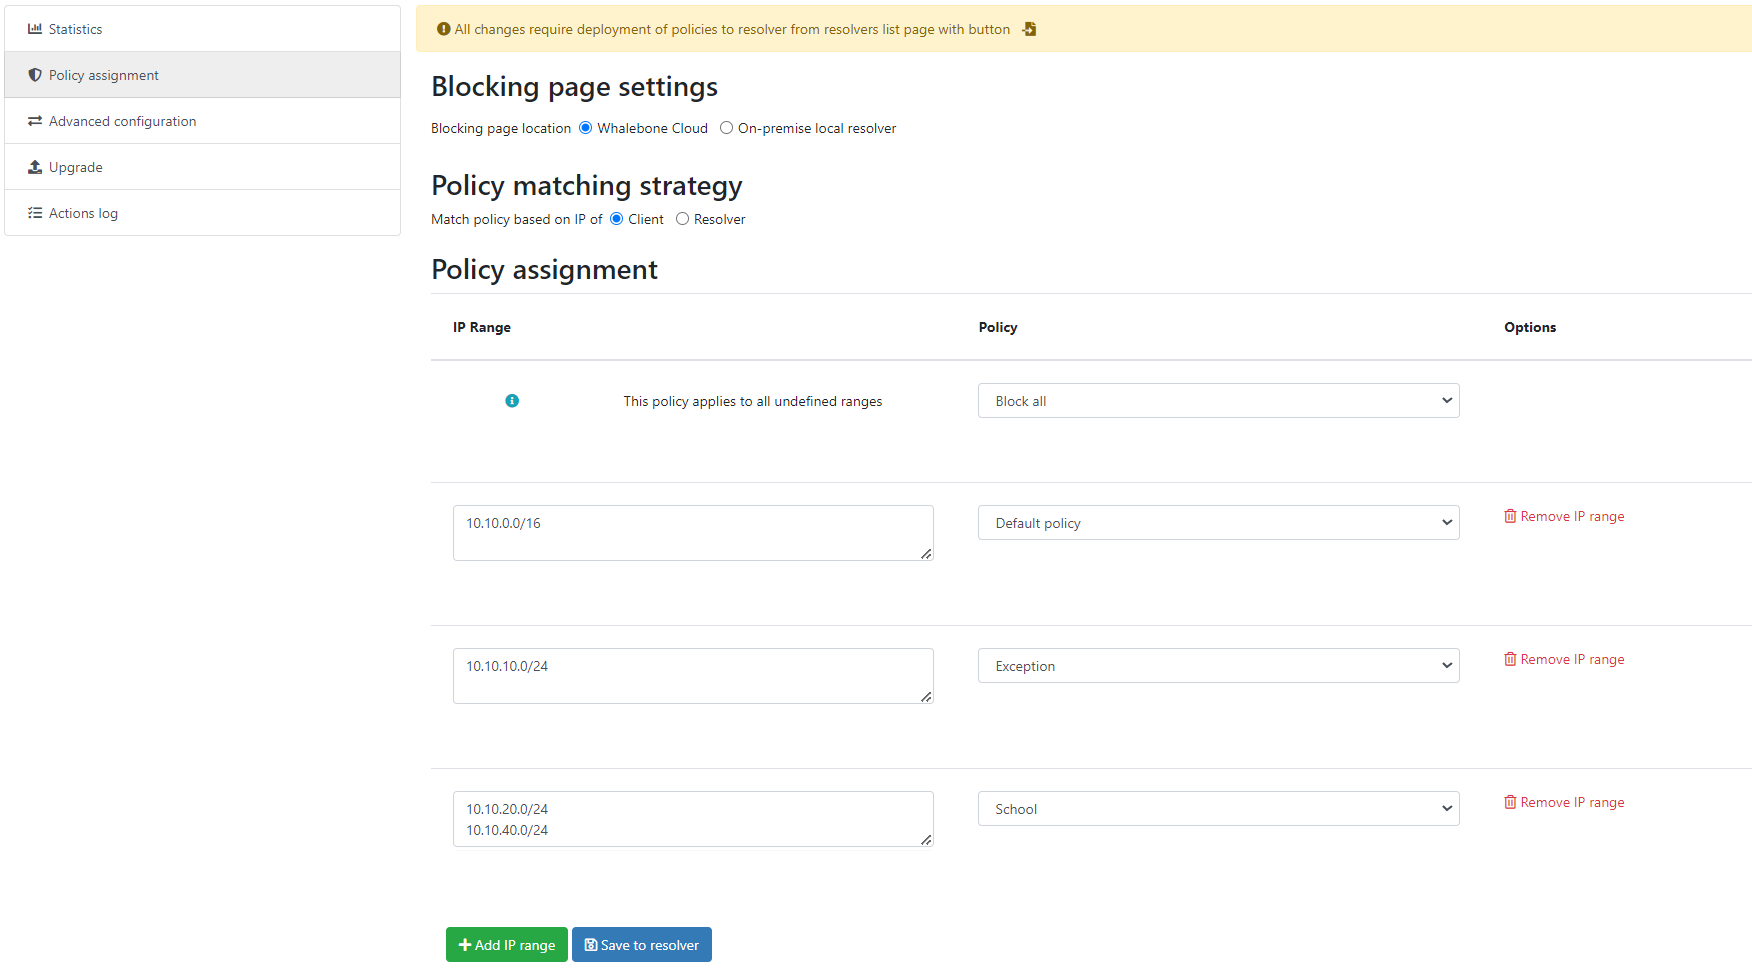 Statistics
Policy assignment
Advanced configuration
Upgrade
Actions log
All changes require deployment of policies to resolver from resolvers list page with button
Blocking page settings
Blocking page location Whalebone Cloud On-premise local resolver
Policy matching strategy
Match policy based on IP of Client Resolver
Policy assignment
IP Range Policy Options
This policy applies to all undefined ranges Block all
10.10.0.0/16 Default policy Remove IP range
10.10.10.0/24 Exception Remove IP range
10.10.20.0/24 School Remove IP range
10.10.40.0/24
Add IP range Save to resolver